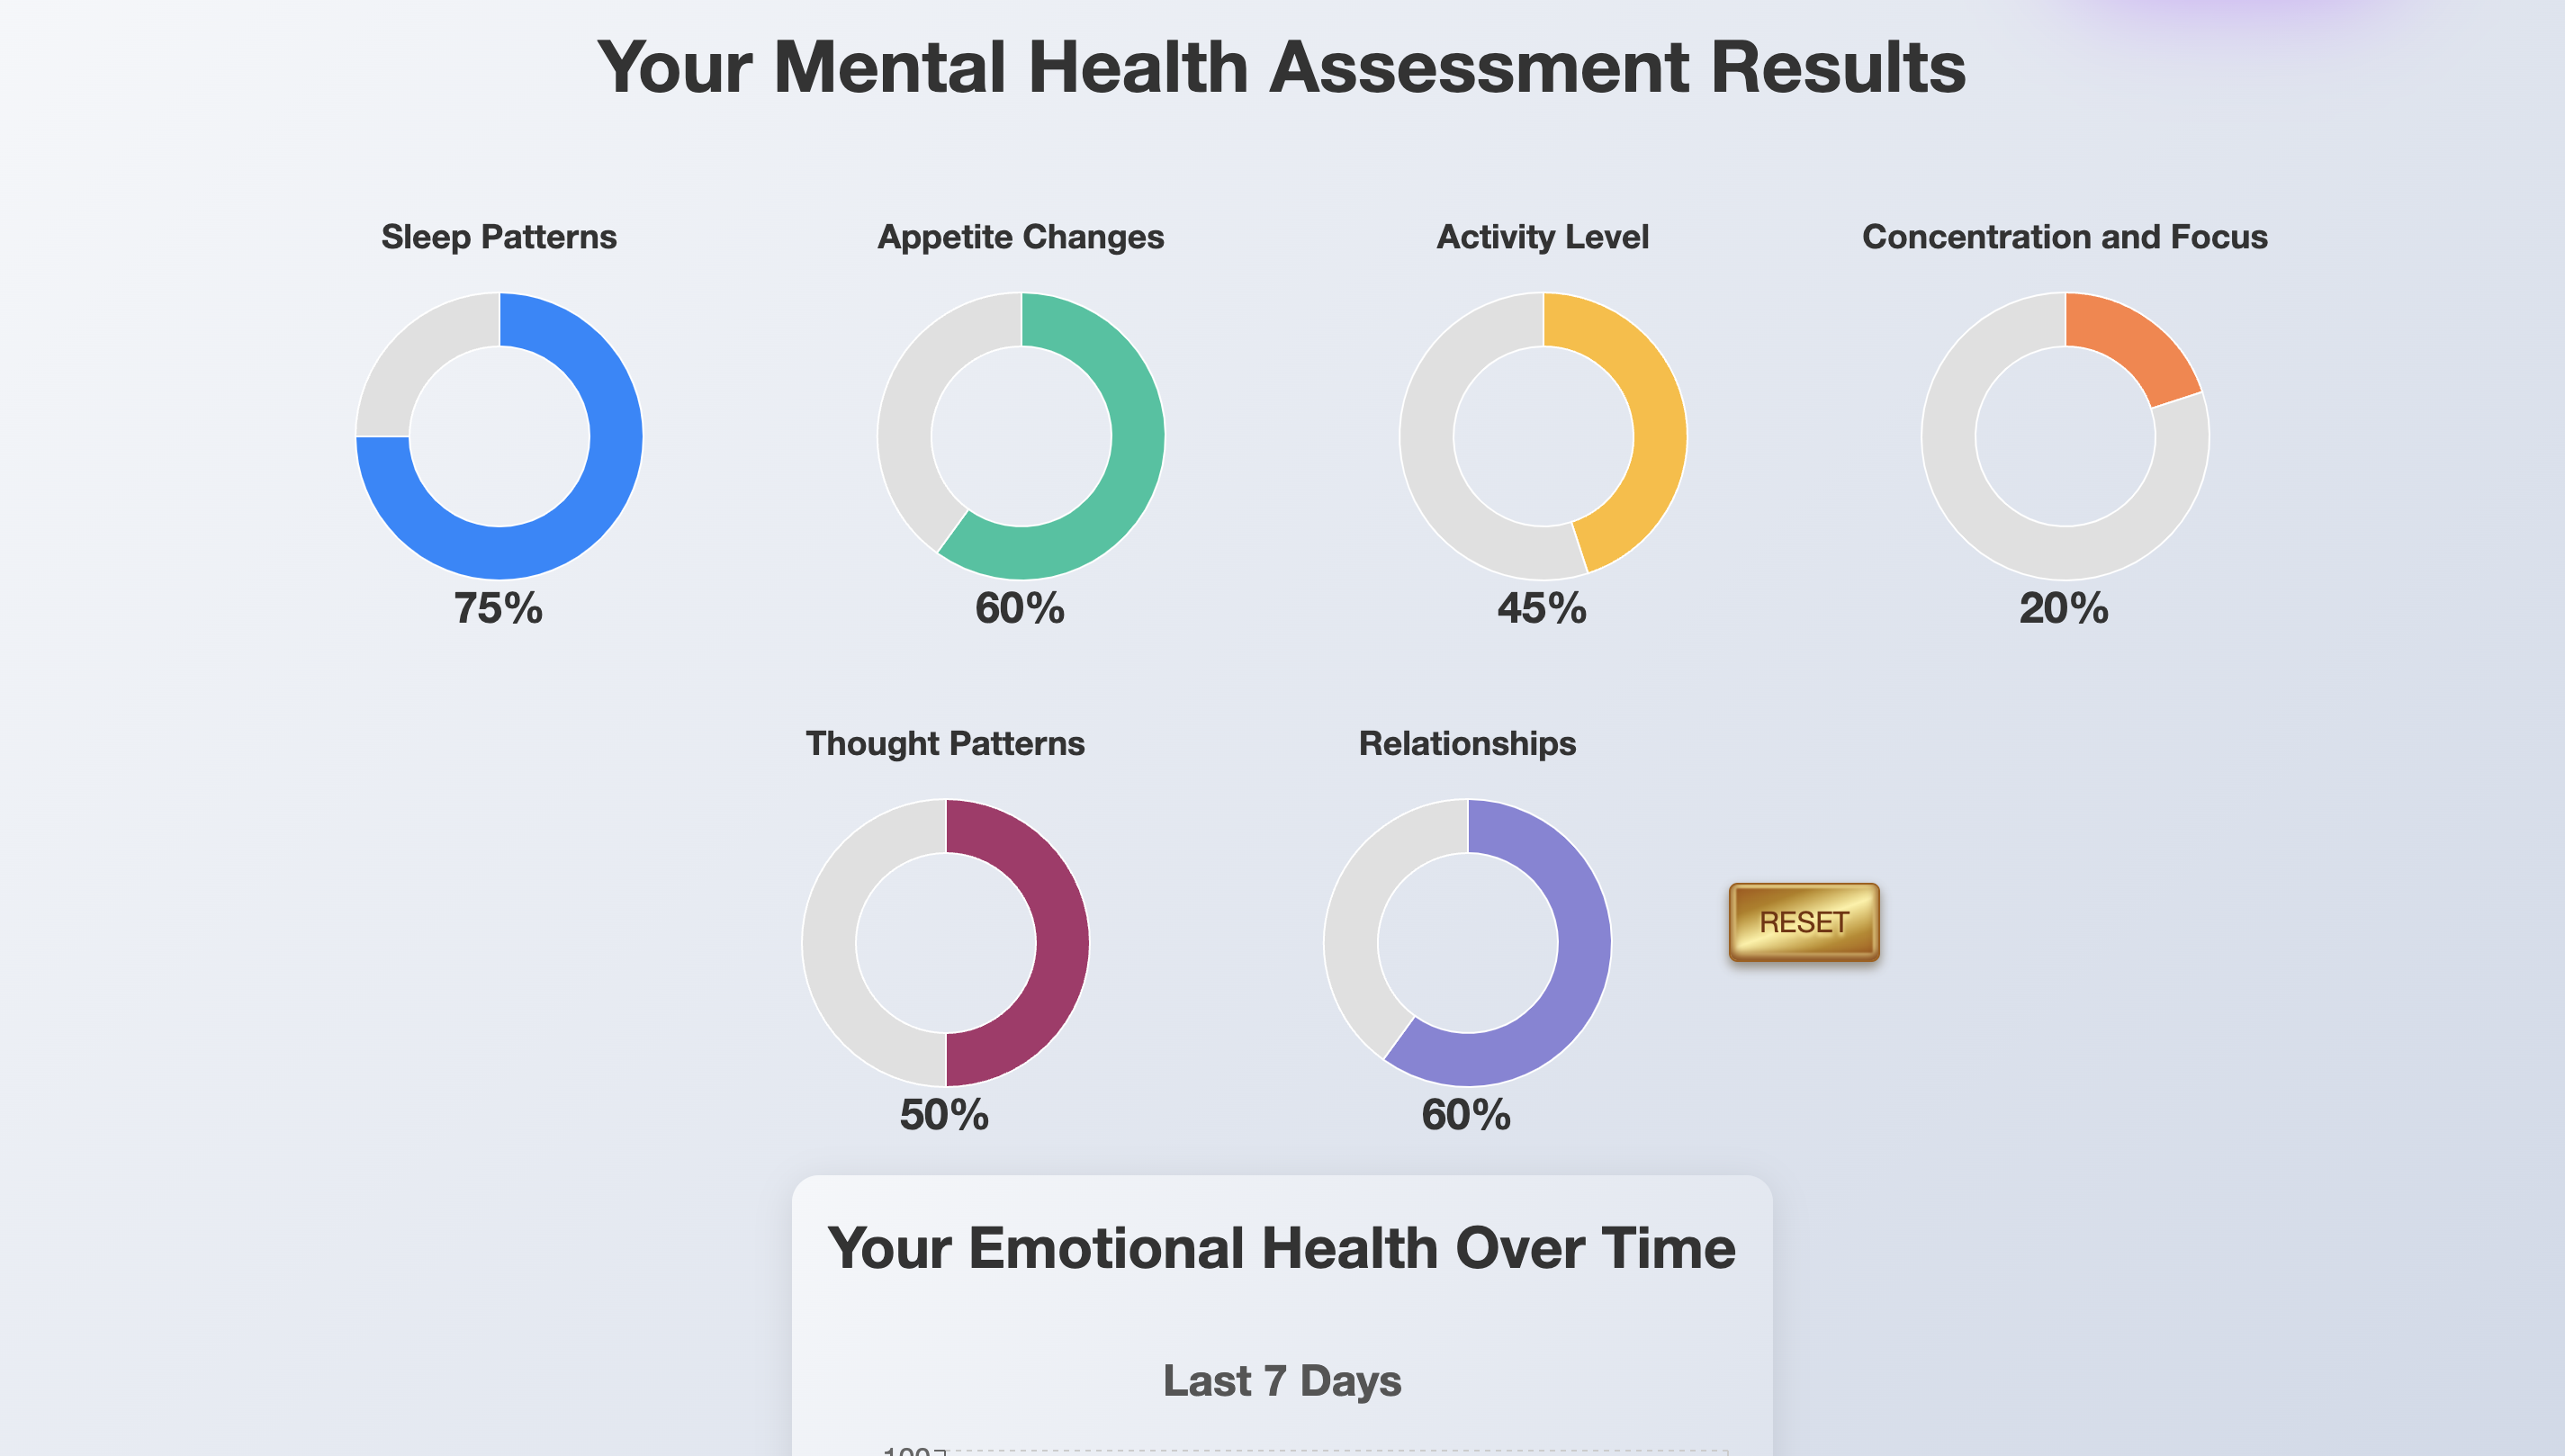 Your Mental Health Assessment Results
Sleep Patterns
Appetite Changes
Activity Level
Concentration and Focus
75%
60%
45%
20%
Thought Patterns
Relationships
RESET
50%
60%
Your Emotional Health Over Time
Last 7 Days
100